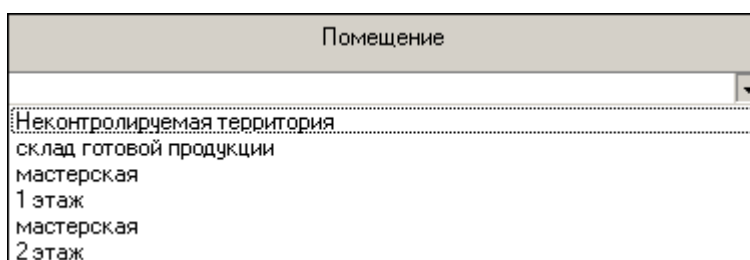 Помещение
Неконтролируемая территория
склад готовой продукции
мастерская
1 этаж
мастерская
2 этаж